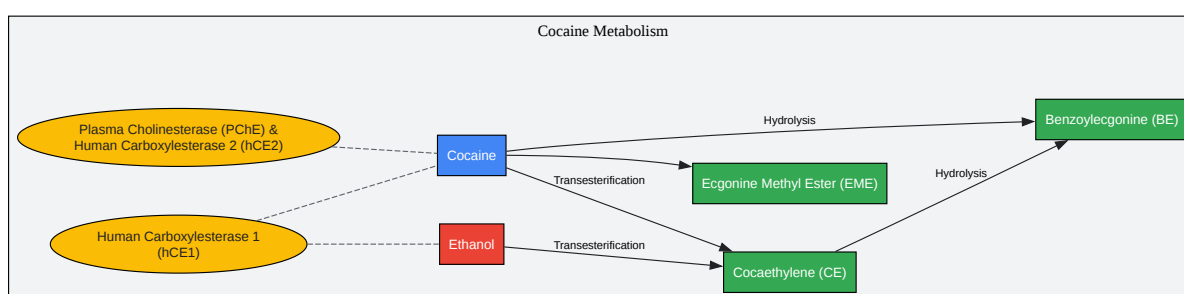 Cocaine Metabolism
Plasma Cholinesterase (PChE) &
Human Carboxylesterase 2 (hCE2)
Cocaine
Hydrolysis
Benzoylecgonine (BE)
Transesterification
Ecgonine Methyl Ester (EME)
Hydrolysis
Human Carboxylesterase 1
(hCE1)
Ethanol
Transesterification
Cocaethylene (CE)